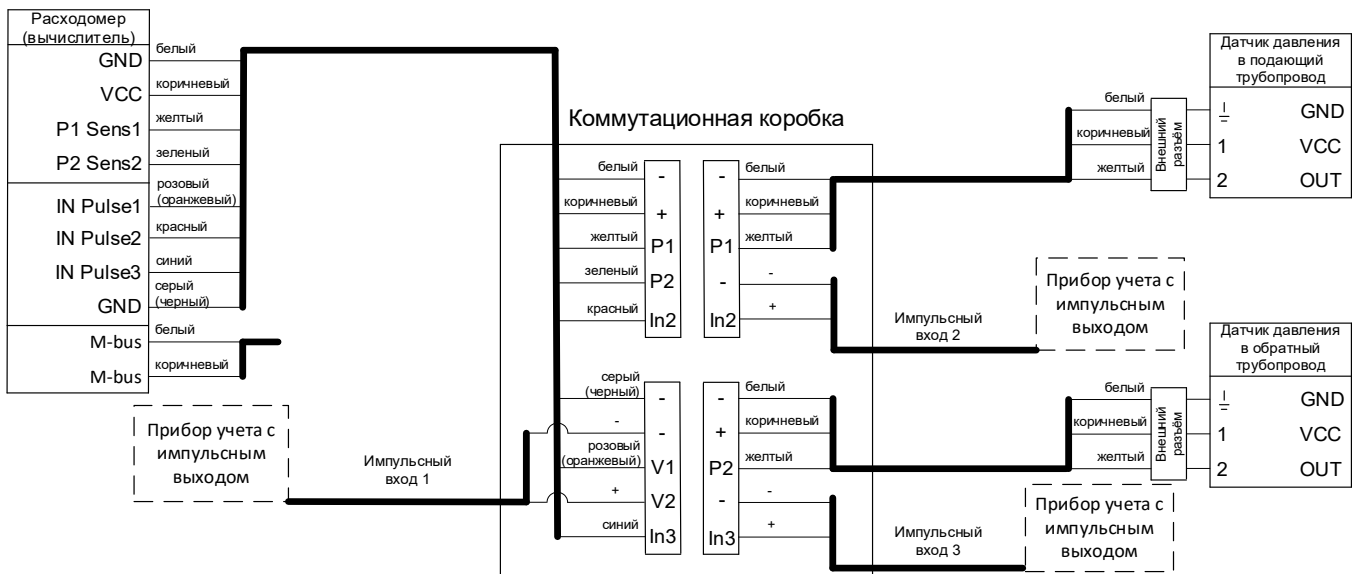 Расходомер
(вычислитель)
GND
белый
VCC
коричневый
P1 Sens1
желтый
P2 Sens2
зеленый
IN Pulse1
розовый
(оранжевый)
IN Pulse2
красный
IN Pulse3
синий
GND
серый
(черный)
M-bus
белый
M-bus
коричневый
Прибор учета с
импульсным
выходом
Импульсный
вход 1
Коммутационная коробка
белый
-
коричневый
+
желтый
P1
зеленый
P2
красный
In2
серый
(черный)
-
-
-
розовый
(оранжевый)
V1
+
V2
синий
In3
-
белый
+
коричневый
P1
желтый
-
-
In2
+
Импульсный
вход 2
Прибор учета с
импульсным
выходом
-
белый
+
коричневый
P2
желтый
-
-
In3
+
Импульсный
вход 3
Прибор учета с
импульсным
выходом
Датчик давления
в подающий
трубопровод
белый
коричневый
желтый
Внешний
разъём
GND
1
VCC
2
OUT
Датчик давления
в обратный
трубопровод
белый
коричневый
желтый
Внешний
разъём
GND
1
VCC
2
OUT